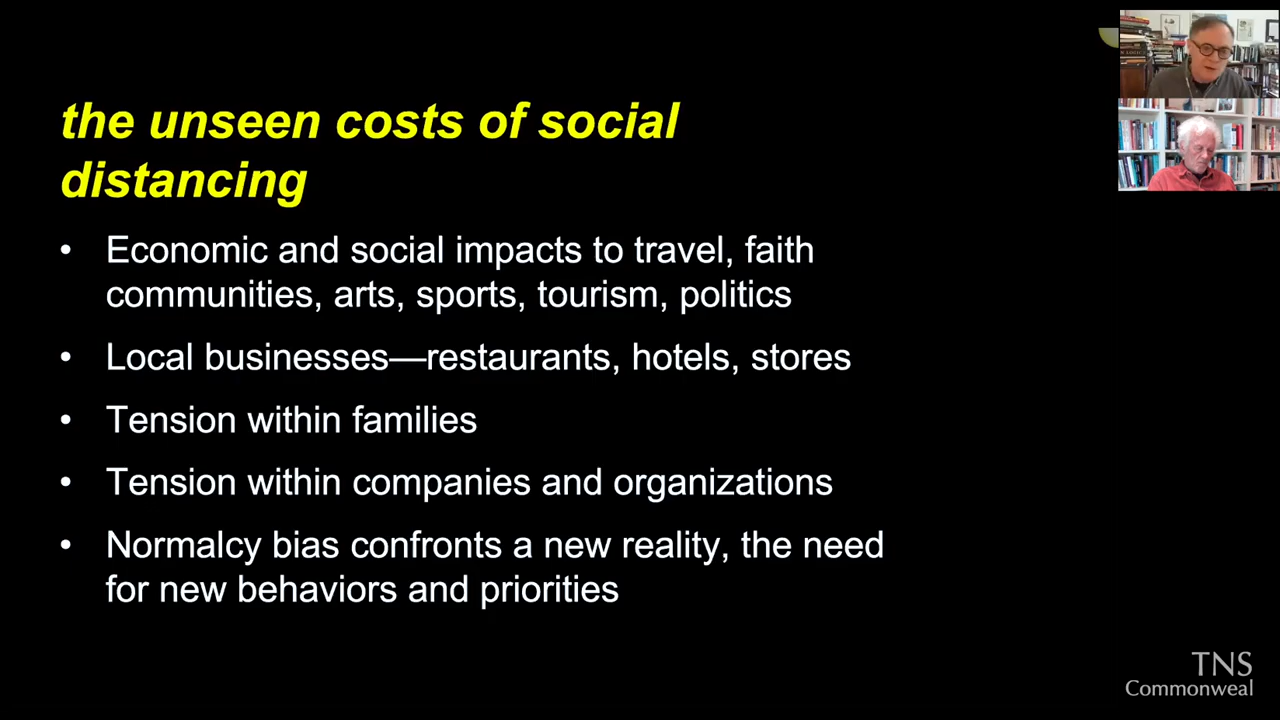 the unseen costs of social
distancing
• Economic and social impacts to travel, faith
communities, arts, sports, tourism, politics
• Local businesses—restaurants, hotels, stores
• Tension within families
• Tension within companies and organizations
• Normalcy bias confronts a new reality, the need
for new behaviors and priorities
TNS
Commonweal